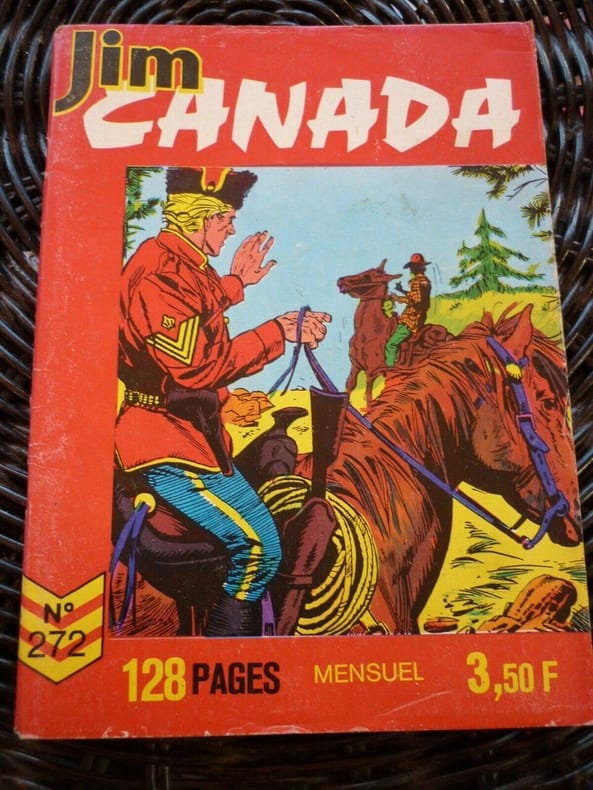 Jim
CANADA
N°
272
128 PAGES MENSUEL 3,50 F